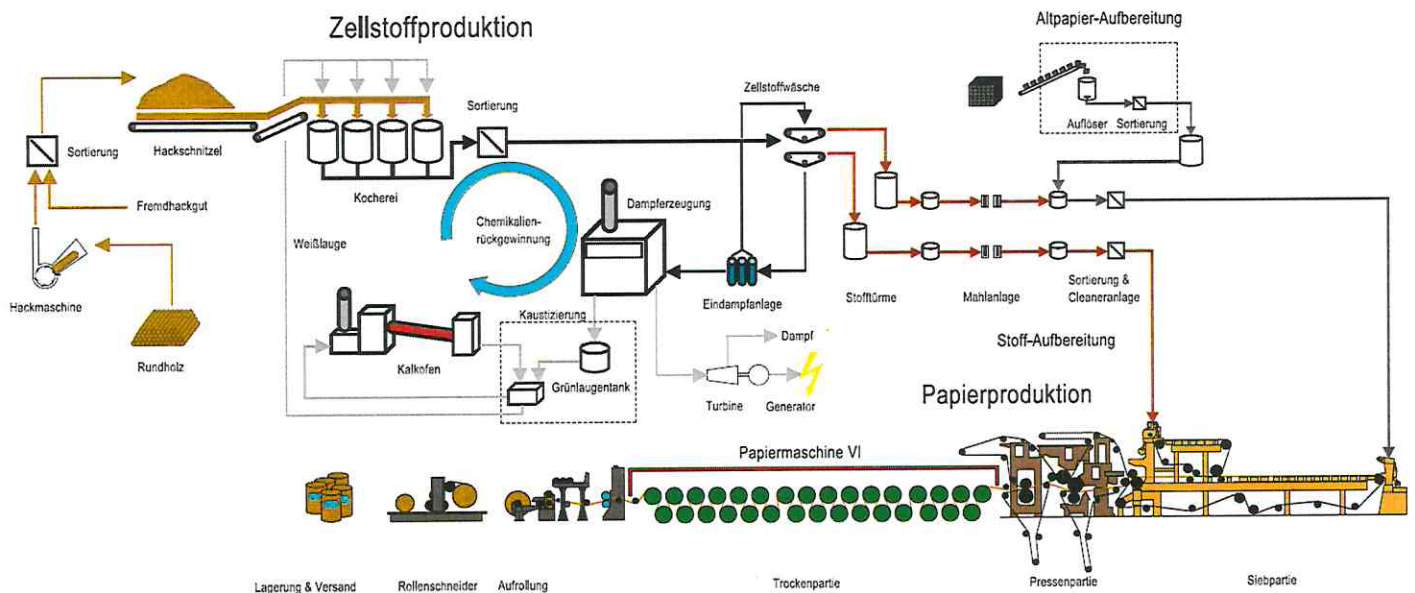 Zellstoffproduktion
Altpapier-Aufbereitung
Zellstoffwäsche
Sortierung
Auflöser
Sortierung
Sortierung
Hackschnitzel
Kocherei
Fremdhackgut
Dampferzeugung
Chemikalien-
rückgewinnung
Weißlauge
Hackmaschine
Eindampfanlage
Stofftürme
Mahlanlage
Sortierung &
Cleaneranlage
Kaustizierung
Rundholz
Kalkofen
Grünlaugentank
Dampf
Stoff-Aufbereitung
Turbine
Generator
Papierproduktion
Papiermaschine VI
Lagerung & Versand
Rollenschneider
Aufrollung
Trockenpartie
Pressenpartie
Siebpartie